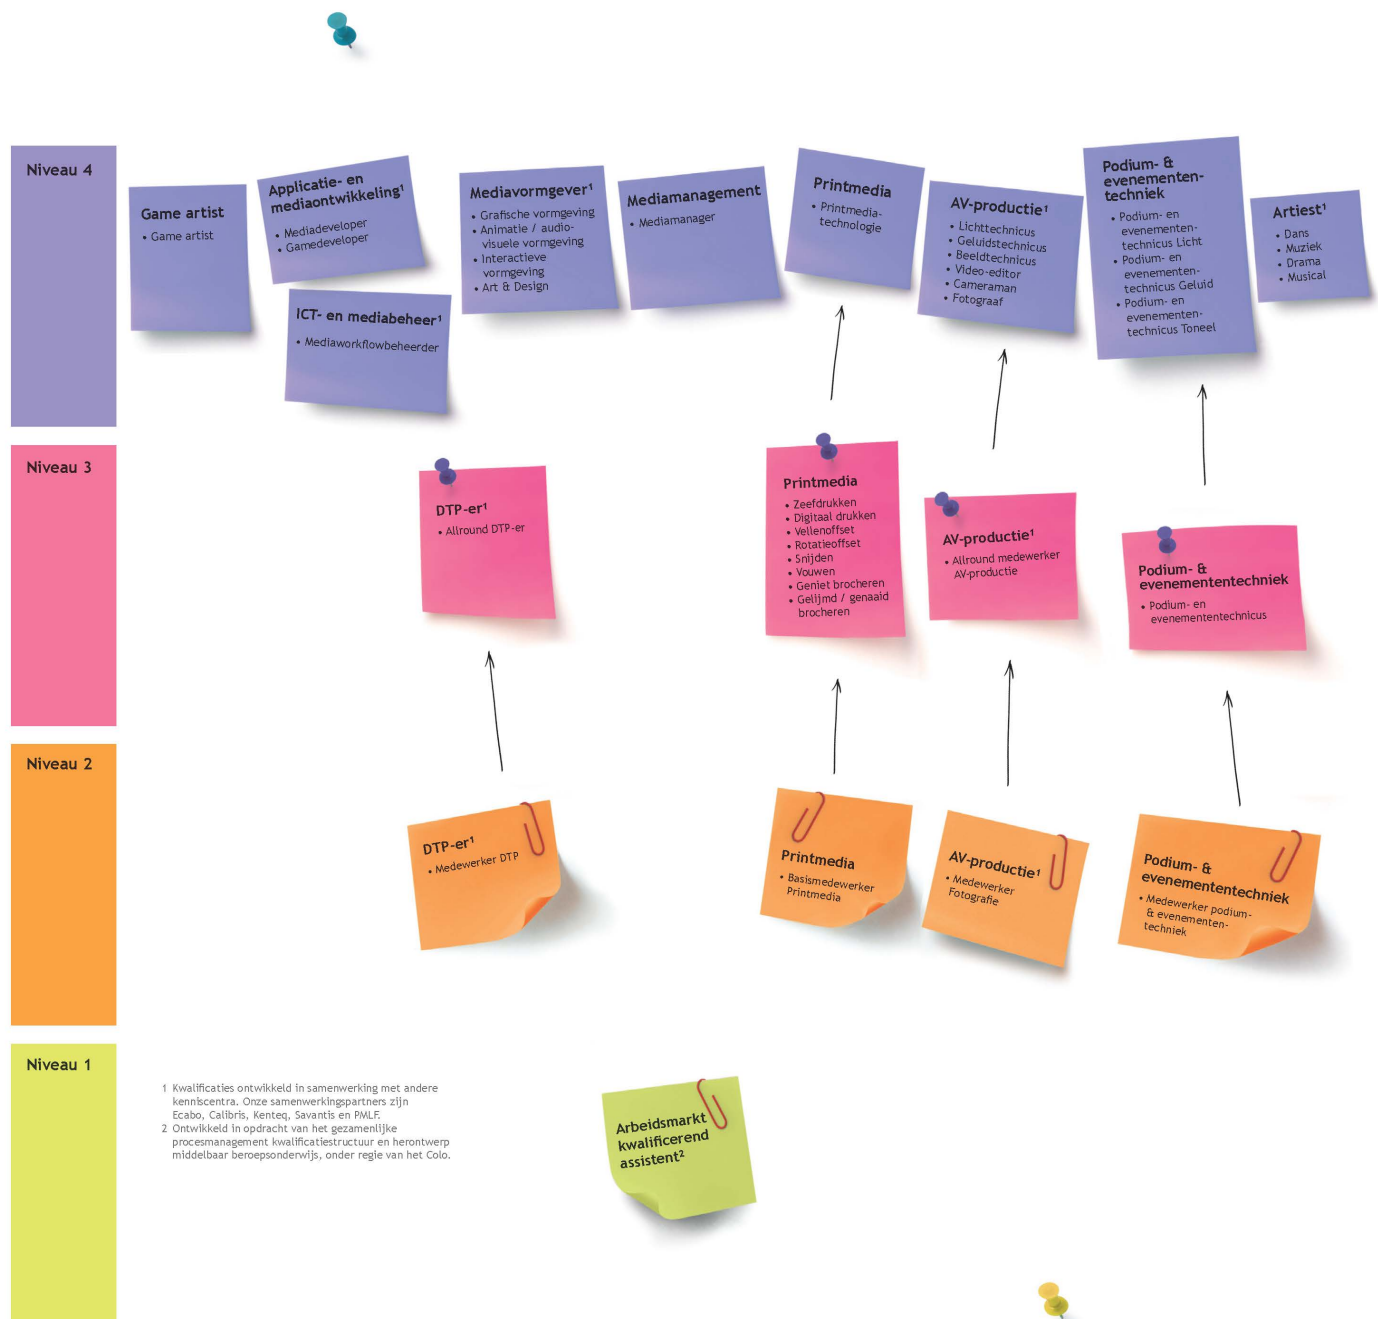 Niveau 4
Game artist
• Game artist
Applicatie- en
mediaontwikkeling¹
• Mediadeveloper
• Gamedeveloper
ICT- en mediabeheer¹
• Mediaworkflowbeheerder
Mediavormgever¹
• Grafische vormgeving
• Animatie / audio-
visuele vormgeving
• Interactieve
vormgeving
• Art & Design
Mediamanagement
• Mediamanager
Printmedia
• Printmedia-
technologie
AV-productie¹
• Lichttechnicus
• Geluidstechnicus
• Beeldtechnicus
• Video-editor
• Cameraman
• Fotograaf
Podium- &
evenementen-
techniek
• Podium- en
evenementen-
technicus Licht
• Podium- en
evenementen-
technicus Geluid
• Podium- en
evenementen-
technicus Toneel
Artiest¹
• Dans
• Muziek
• Drama
• Musical
Niveau 3
DTP-er¹
• Allround DTP-er
Printmedia
• Zeefdrukken
• Digitaal drukken
• Vellenoffset
• Rotatieoffset
• Snijden
• Vouwen
• Geniet brocheren
• Gelijmd / genaaid
brocheren
AV-productie¹
• Allround medewerker
AV-productie
Podium- &
evenemententechniek
• Podium- en
evenemententechnicus
Niveau 2
DTP-er¹
• Medewerker DTP
Printmedia
• Basismedewerker
Printmedia
AV-productie¹
• Medewerker
Fotografie
Podium- &
evenemententechniek
• Medewerker podium-
& evenementen-
techniek
Niveau 1
1 Kwalificaties ontwikkeld in samenwerking met andere
kenniscentra. Onze samenwerkingspartners zijn
Ecabo, Calibris, Kenteq, Savantis en PMLF.
2 Ontwikkeld in opdracht van het gezamenlijke
procesmanagement kwalificatiestructuur en herontwerp
middelbaar beroepsonderwijs, onder regie van het Colo.
Arbeidsmarkt
kwalificerend
assistent²